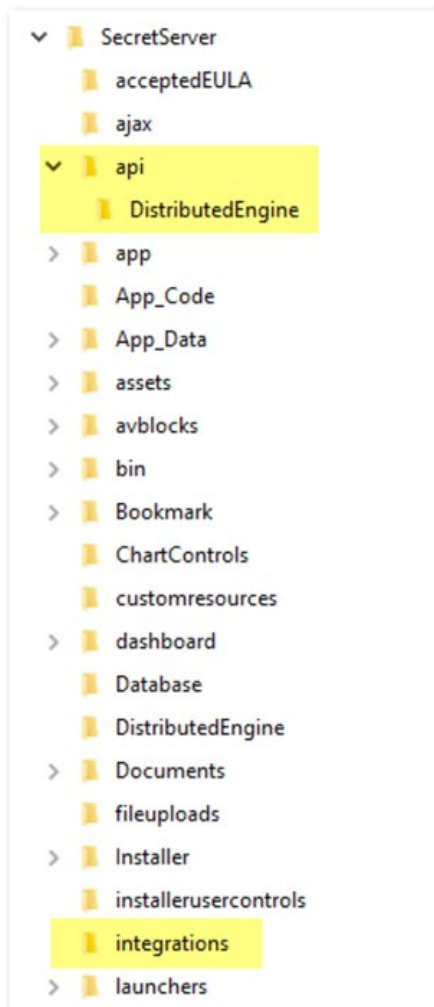 SecretServer
acceptedEULA
ajax
api
DistributedEngine
app
App_Code
App_Data
assets
avblocks
bin
Bookmark
ChartControls
customresources
dashboard
Database
DistributedEngine
Documents
fileuploads
Installer
installerusercontrols
integrations
launchers